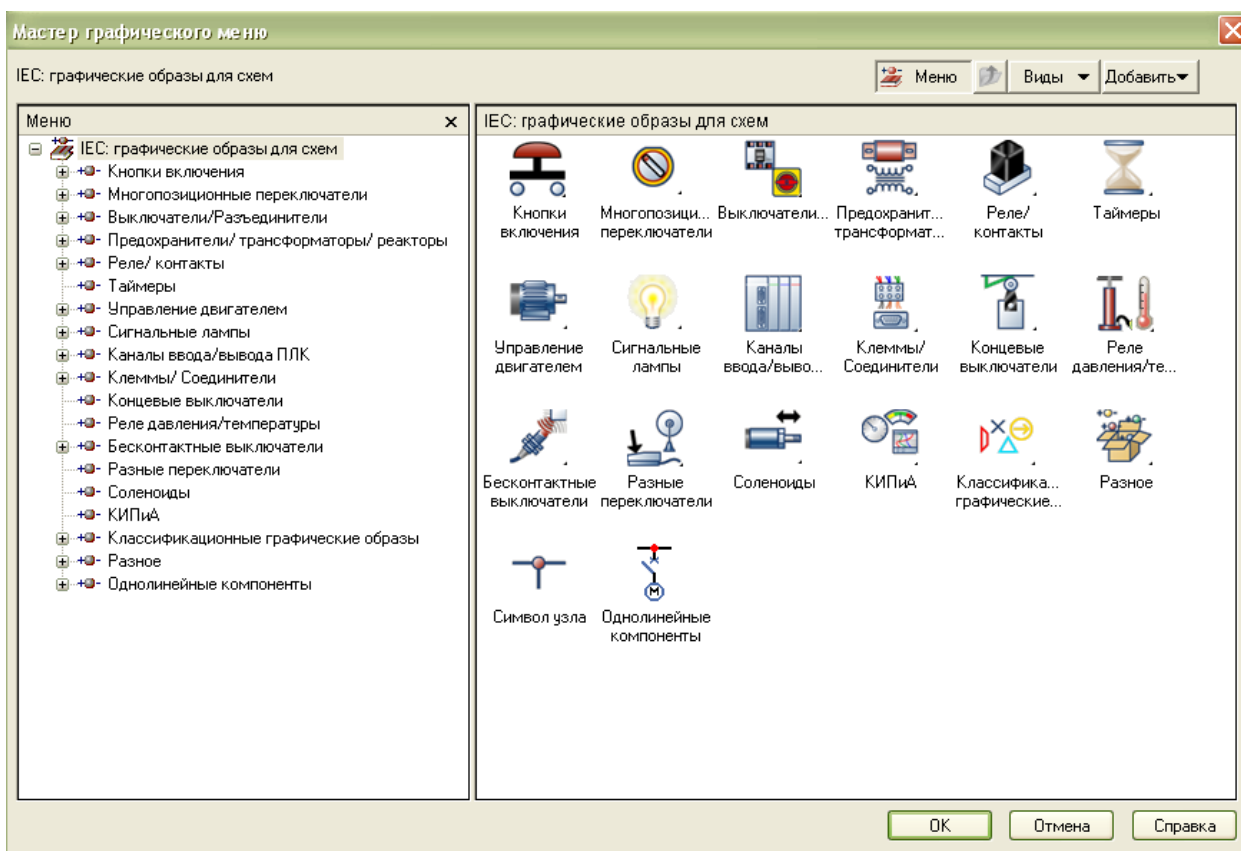 Мастер графического меню
IEC: графические образы для схем
Меню
Виды
Добавить
Меню
IEC: графические образы для схем
Кнопки включения
Многопозиционные переключатели
Выключатели/Разъединители
Предохранители/ трансформаторы/ реакторы
Реле/ контакты
Таймеры
Управление двигателем
Сигнальные лампы
Каналы ввода/вывода ПЛК
Клеммы/ Соединители
Концевые выключатели
Реле давления/температуры
Бесконтактные выключатели
Разные переключатели
Соленоиды
КИПиА
Классификационные графические образы
Разное
Однолинейные компоненты
IEC: графические образы для схем
Кнопки
включения
Многопозици...
переключатели
Выключатели...
Предохранит...
трансформат...
Реле/
контакты
Таймеры
Управление
двигателем
Сигнальные
лампы
Каналы
ввода/выво...
Клеммы/
Соединители
Концевые
выключатели
Реле
давления/те...
Бесконтактные
выключатели
Разные
переключатели
Соленоиды
КИПиА
Классифика...
графические...
Разное
Символ узла
M
Однолинейные
компоненты
OK
Отмена
Справка